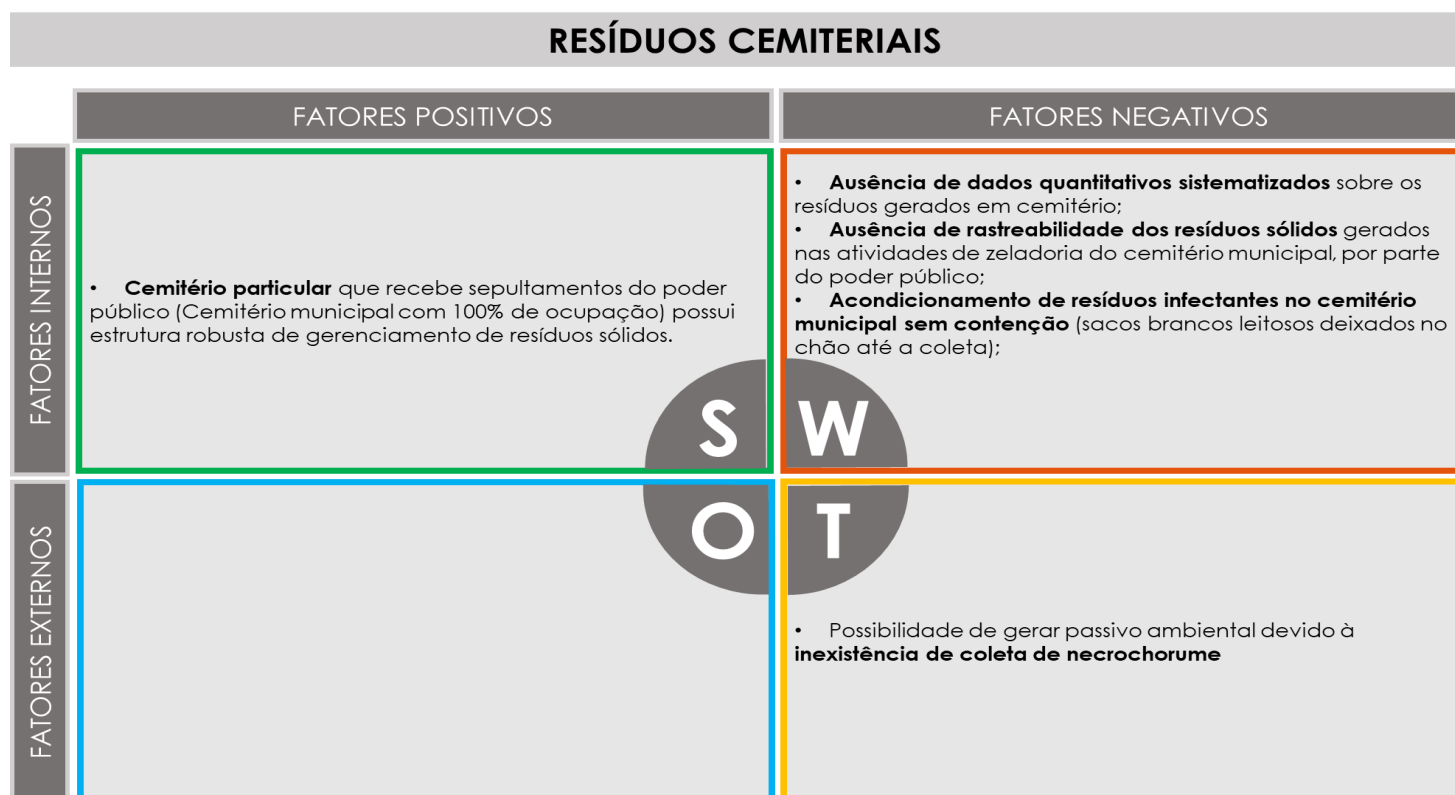 RESÍDUOS CEMITERIAIS
FATORES POSITIVOS
FATORES NEGATIVOS
FATORES INTERNOS
• Cemitério particular que recebe sepultamentos do poder
público (Cemitério municipal com 100% de ocupação) possui
estrutura robusta de gerenciamento de resíduos sólidos.
• Ausência de dados quantitativos sistematizados sobre os
resíduos gerados em cemitério;
• Ausência de rastreabilidade dos resíduos sólidos gerados
nas atividades de zeladoria do cemitério municipal, por parte
do poder público;
• Acondicionamento de resíduos infectantes no cemitério
municipal sem contenção (sacos brancos leitosos deixados no
chão até a coleta);
S
W
O
T
FATORES EXTERNOS
• Possibilidade de gerar passivo ambiental devido à
inexistência de coleta de necrochorume